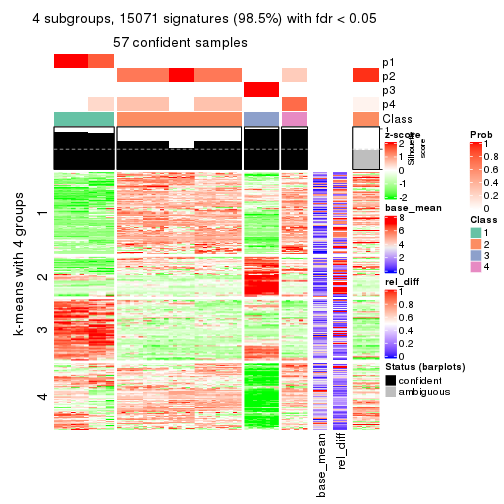 4 subgroups, 15071 signatures (98.5%) with fdr < 0.05
57 confident samples
p1
p2
p3
p4
Class
1
Silhouette
score
k-means with 4 groups
1
2
3
4
base_mean
rel_diff
z-score
2
1
0
-1
-2
base_mean
8
6
4
2
0
rel_diff
1
0.8
0.6
0.4
0.2
0
Status (barplots)
confident
ambiguous
Prob
1
0.8
0.6
0.4
0.2
0
Class
1
2
3
4